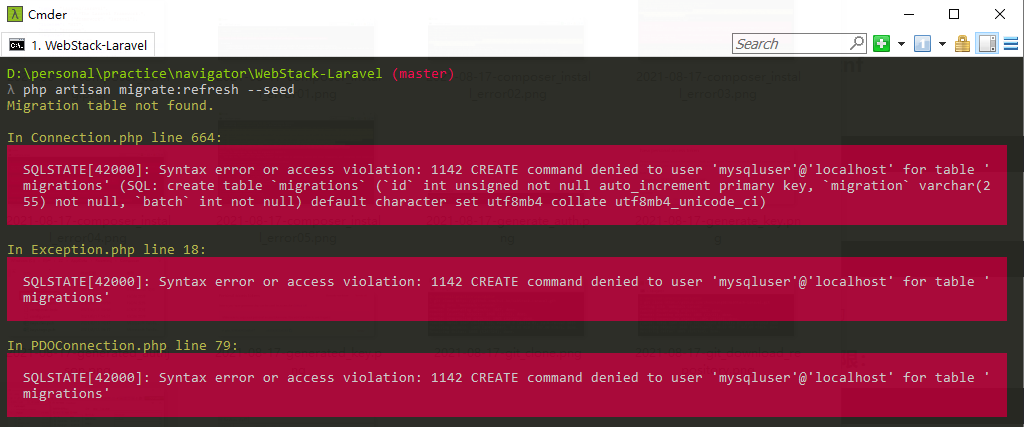 Cmder
1. WebStack-Laravel
Search
D:\personal\practice\navigator\WebStack-Laravel (master)
λ php artisan migrate:refresh --seed
Migration table not found.
In Connection.php line 664:
SQLSTATE[42000]: Syntax error or access violation: 1142 CREATE command denied to user 'mysqluser'@'localhost' for table '
migrations' (SQL: create table `migrations` (`id` int unsigned not null auto_increment primary key, `migration` varchar(2
55) not null, `batch` int not null) default character set utf8mb4 collate utf8mb4_unicode_ci)
In Exception.php line 18:
SQLSTATE[42000]: Syntax error or access violation: 1142 CREATE command denied to user 'mysqluser'@'localhost' for table '
migrations'
In PDOConnection.php line 79:
SQLSTATE[42000]: Syntax error or access violation: 1142 CREATE command denied to user 'mysqluser'@'localhost' for table '
migrations'